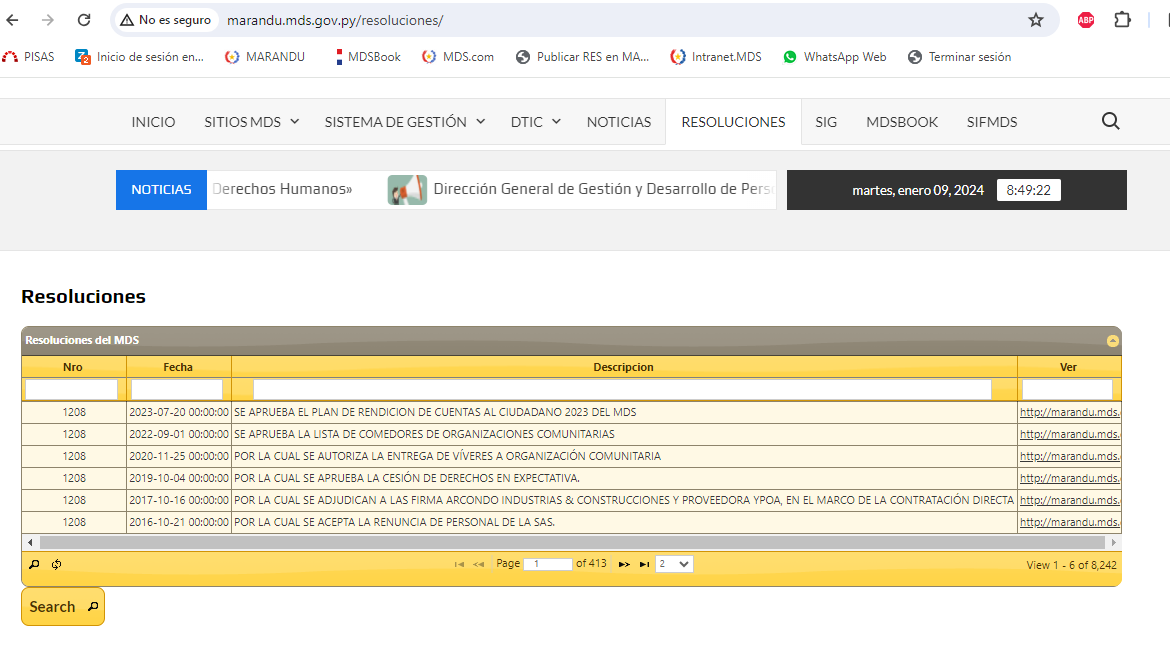 No es seguro
marandu.mds.gov.py/resoluciones/
ABP
PISAS
Inicio de sesión en...
MARANDU
MDSBook
MDS.com
Publicar RES en MA...
Intranet.MDS
WhatsApp Web
Terminar sesión
INICIO
SITIOS MDS
SISTEMA DE GESTIÓN
DTIC
NOTICIAS
RESOLUCIONES
SIG
MDSBOOK
SIFMDS
NOTICIAS
Derechos Humanos»
Dirección General de Gestión y Desarrollo de Perso
martes, enero 09, 2024
8:49:22
Resoluciones
Resoluciones del MDS
Nro Fecha Descripcion Ver
1208 2023-07-20 00:00:00 SE APRUEBA EL PLAN DE RENDICION DE CUENTAS AL CIUDADANO 2023 DEL MDS http://marandu.mds.
1208 2022-09-01 00:00:00 SE APRUEBA LA LISTA DE COMEDORES DE ORGANIZACIONES COMUNITARIAS http://marandu.mds.
1208 2020-11-25 00:00:00 POR LA CUAL SE AUTORIZA LA ENTREGA DE VÍVERES A ORGANIZACIÓN COMUNITARIA http://marandu.mds.
1208 2019-10-04 00:00:00 POR LA CUAL SE APRUEBA LA CESIÓN DE DERECHOS EN EXPECTATIVA. http://marandu.mds.
1208 2017-10-16 00:00:00 POR LA CUAL SE ADJUDICAN A LAS FIRMA ARCONDO INDUSTRIAS & CONSTRUCCIONES Y PROVEEDORA YPOA, EN EL MARCO DE LA CONTRATACIÓN DIRECTA http://marandu.mds.
1208 2016-10-21 00:00:00 POR LA CUAL SE ACEPTA LA RENUNCIA DE PERSONAL DE LA SAS. http://marandu.mds.
Page 1 of 413 2 View 1 - 6 of 8,242
Search